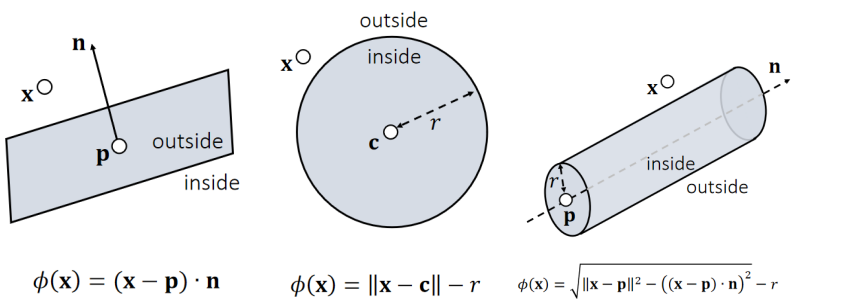 n
x
p
outside
inside
ϕ(x) = (x − p) · n
outside
inside
x
c
r
ϕ(x) = ‖x − c‖ − r
n
x
inside
outside
r
p
ϕ(x) = √(‖x − p‖² − ((x − p) · n)²) − r